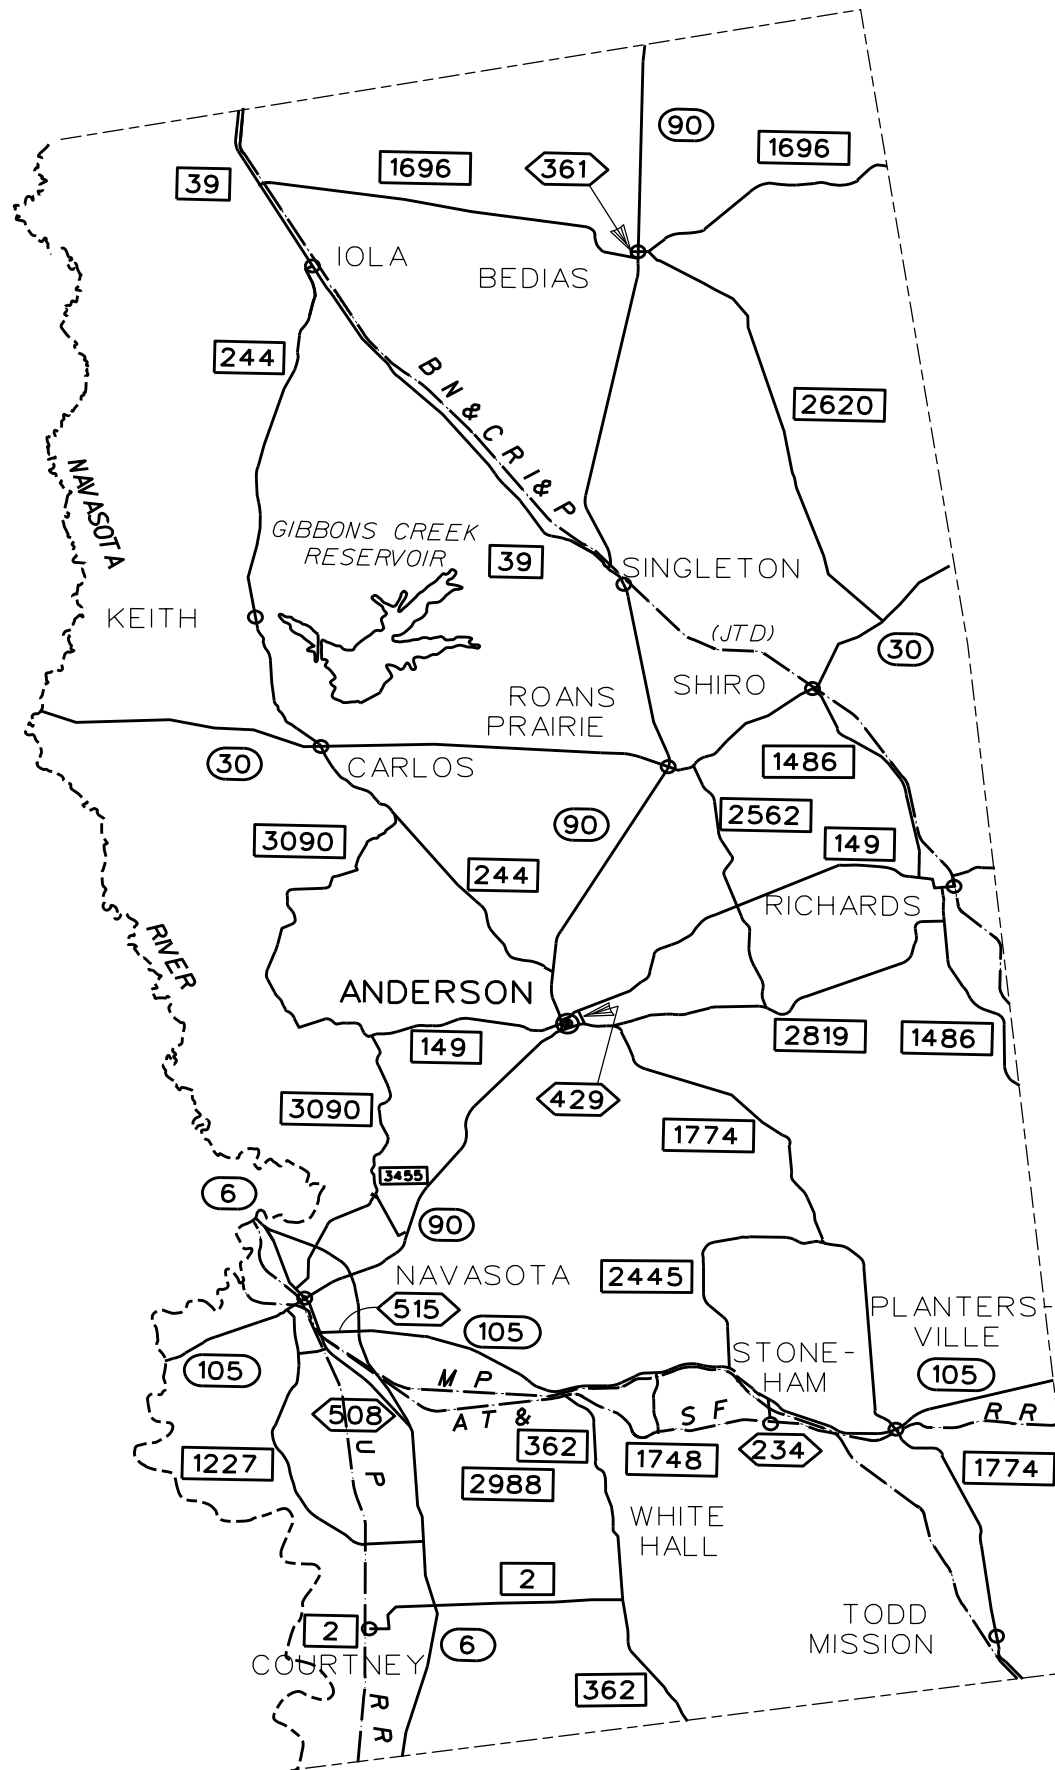 90
1696
1696
361
39
IOLA
BEDIAS
244
BN&CRI&P
2620
NAVASOTA
GIBBONS CREEK
RESERVOIR
39
SINGLETON
KEITH
(JTD)
30
SHIRO
ROANS
PRAIRIE
30
CARLOS
1486
90
2562
3090
149
244
RICHARDS
RIVER
ANDERSON
149
2819
1486
429
3090
1774
3455
6
90
NAVASOTA
2445
515
105
PLANTERS-
VILLE
105
STONE-
HAM
105
MP
AT &
SF
RR
508
362
1748
234
1227
UP
2988
1774
WHITE
HALL
2
2
TODD
MISSION
6
COURTNEY
362
RR